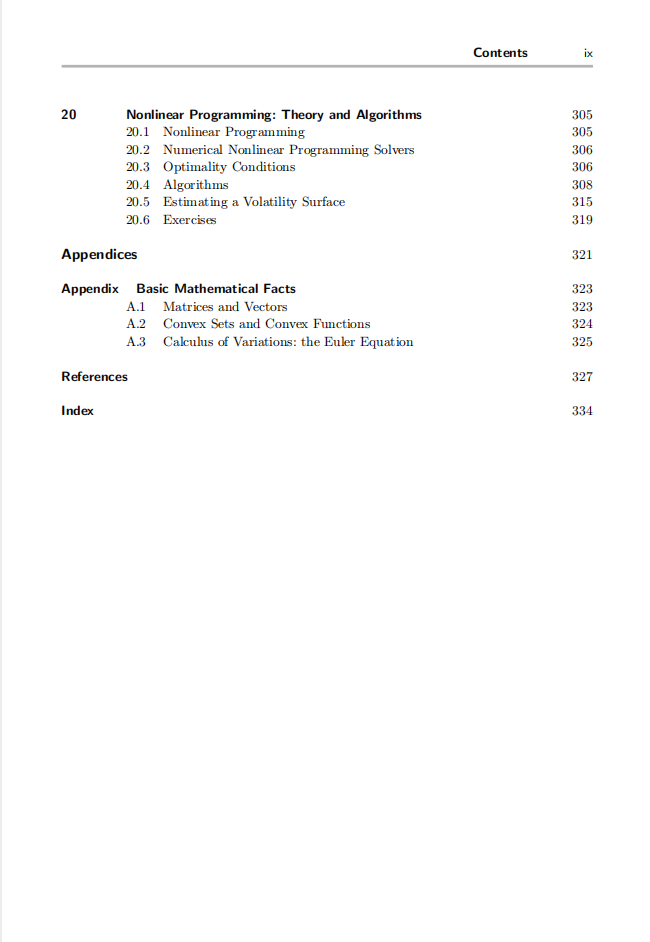 Contents ix
20 Nonlinear Programming: Theory and Algorithms 305
20.1 Nonlinear Programming 305
20.2 Numerical Nonlinear Programming Solvers 306
20.3 Optimality Conditions 306
20.4 Algorithms 308
20.5 Estimating a Volatility Surface 315
20.6 Exercises 319
Appendices 321
Appendix Basic Mathematical Facts 323
A.1 Matrices and Vectors 323
A.2 Convex Sets and Convex Functions 324
A.3 Calculus of Variations: the Euler Equation 325
References 327
Index 334